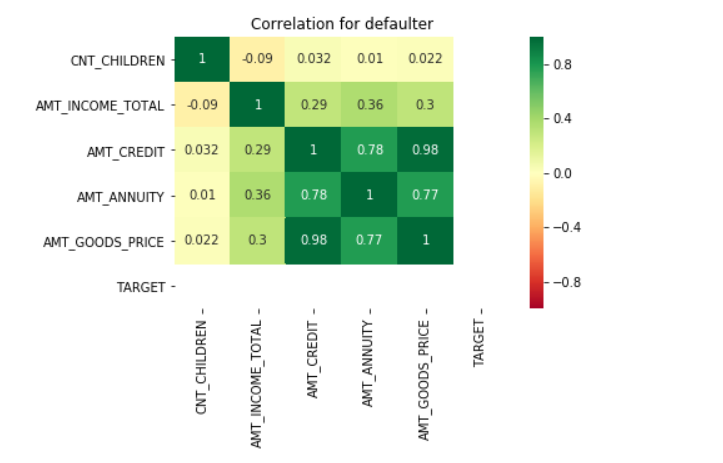 Correlation for defaulter
CNT_CHILDREN 1 -0.09 0.032 0.01 0.022
AMT_INCOME_TOTAL -0.09 1 0.29 0.36 0.3
AMT_CREDIT 0.032 0.29 1 0.78 0.98
AMT_ANNUITY 0.01 0.36 0.78 1 0.77
AMT_GOODS_PRICE 0.022 0.3 0.98 0.77 1
TARGET
CNT_CHILDREN
AMT_INCOME_TOTAL
AMT_CREDIT
AMT_ANNUITY
AMT_GOODS_PRICE
TARGET
0.8
0.4
0.0
−0.4
−0.8